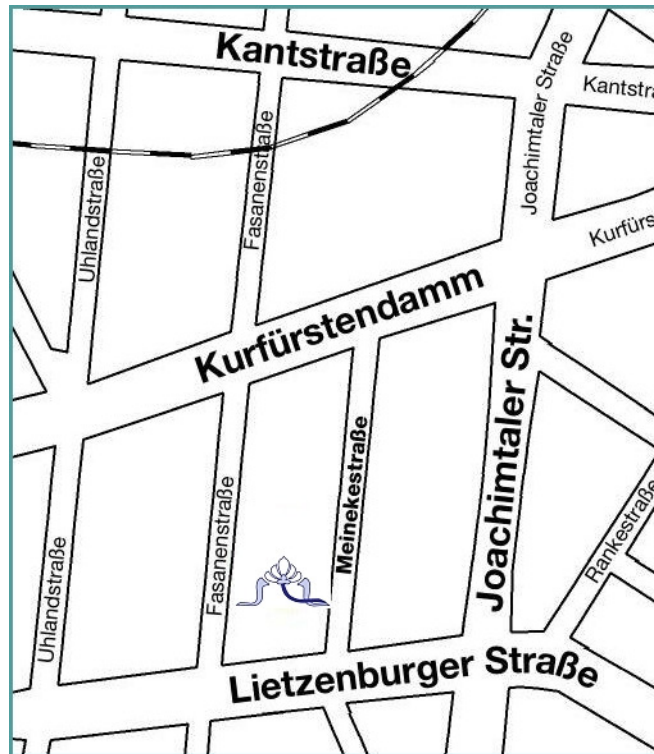 Kantstraße
Kantstra
Joachimtaler Straße
Uhlandstraße
Fasanenstraße
Kurfürs
Kurfürstendamm
Joachimtaler Str.
Meinekestraße
Fasanenstraße
Uhlandstraße
Rankestraße
Lietzenburger Straße